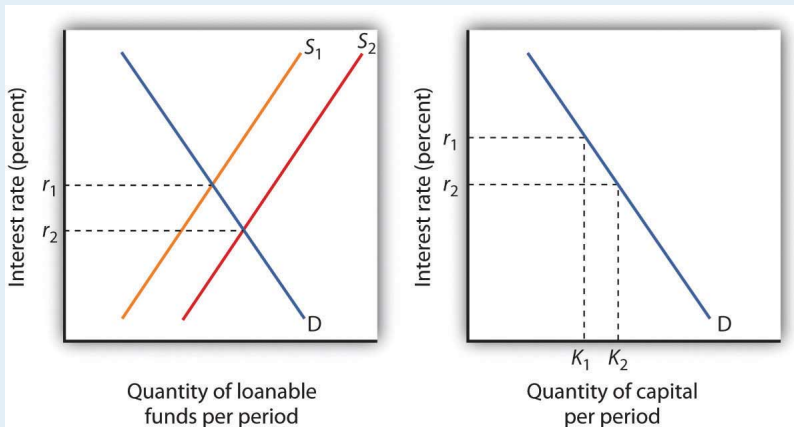 S1
S2
Interest rate (percent)
r1
r2
D
Quantity of loanable
funds per period
Interest rate (percent)
r1
r2
D
K1 K2
Quantity of capital
per period